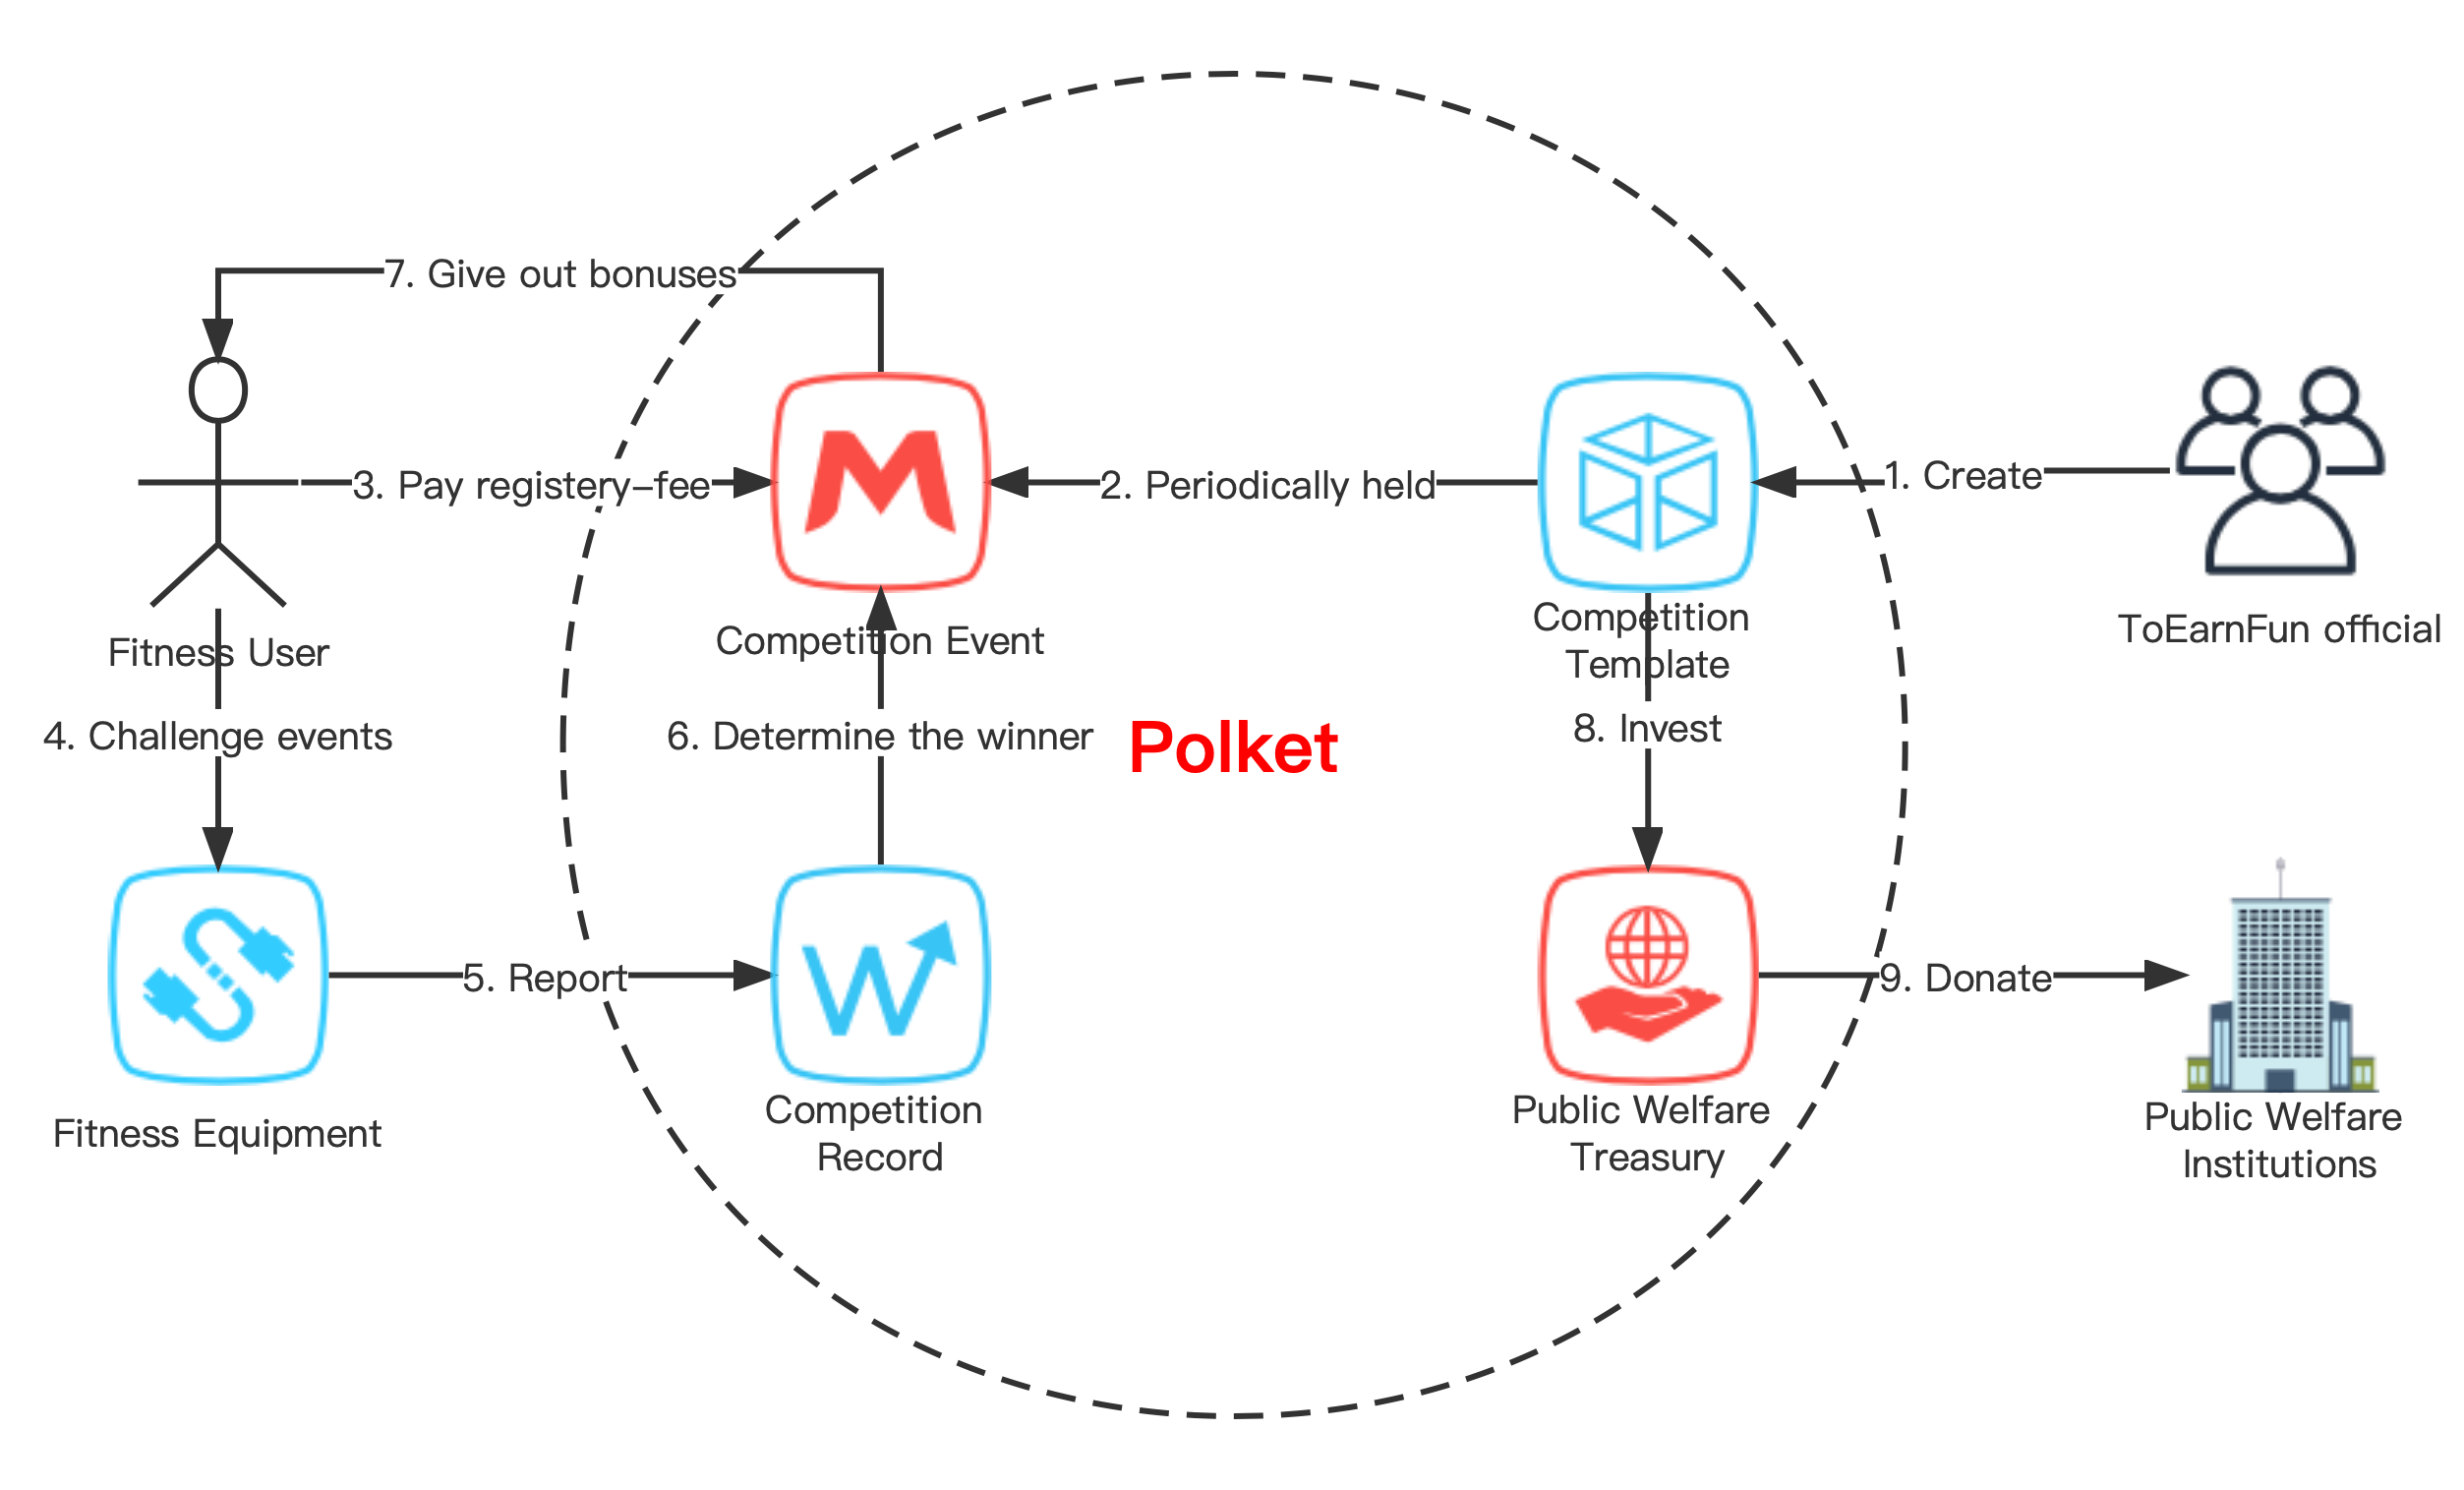 7. Give out bonuses
3. Pay registery-fee
2. Periodically held
1. Create
Fitness User
Competition Event
Competition
Template
ToEarnFun official
4. Challenge events
6. Determine the winner
Polket
8. Invest
5. Report
9. Donate
Fitness Equipment
Competition
Record
Public Welfare
Treasury
Public Welfare
Institutions